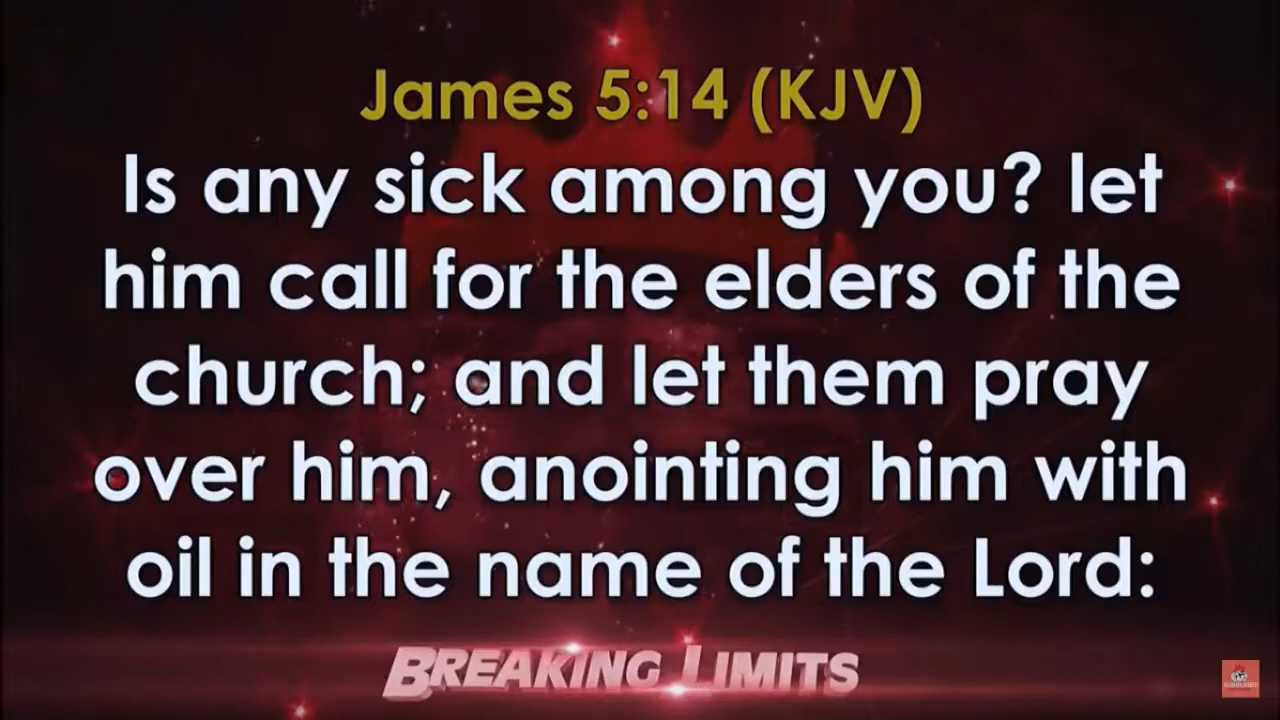 James 5:14 (KJV)
Is any sick among you? let
him call for the elders of the
church; and let them pray
over him, anointing him with
oil in the name of the Lord:
BREAKING LIMITS